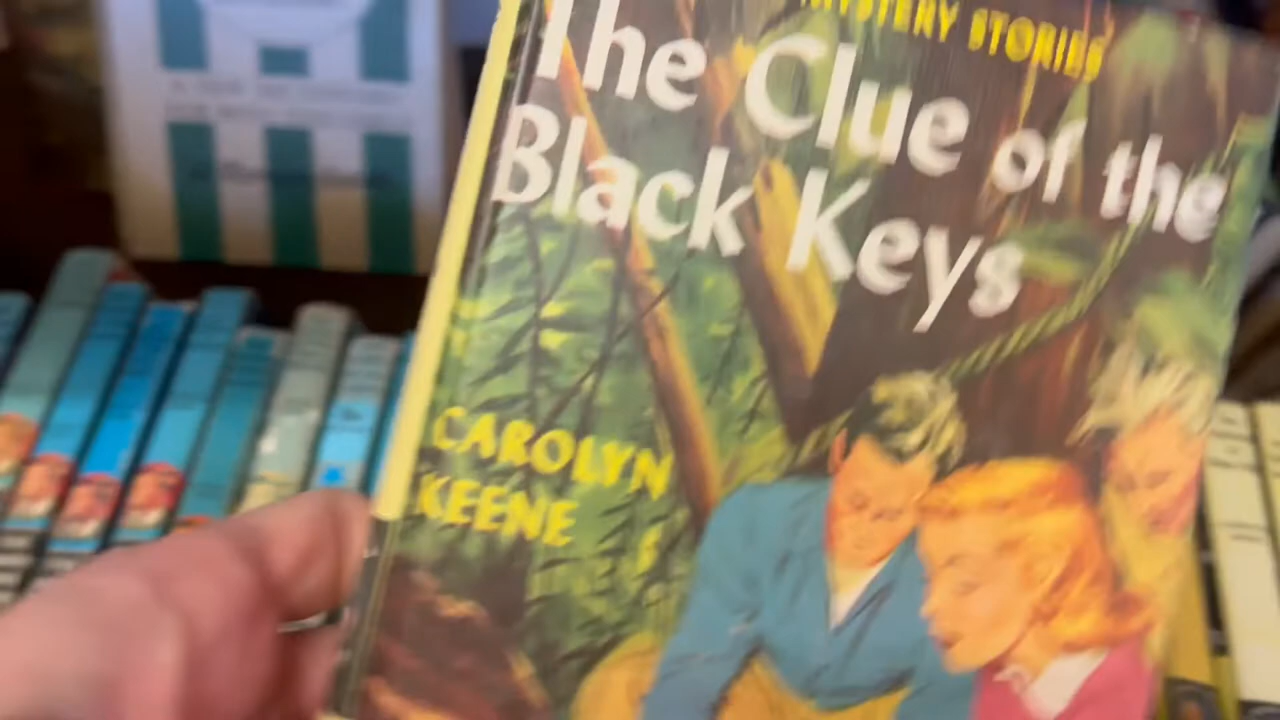 MYSTERY STORIES
The Clue of the
Black Keys
CAROLYN
KEENE